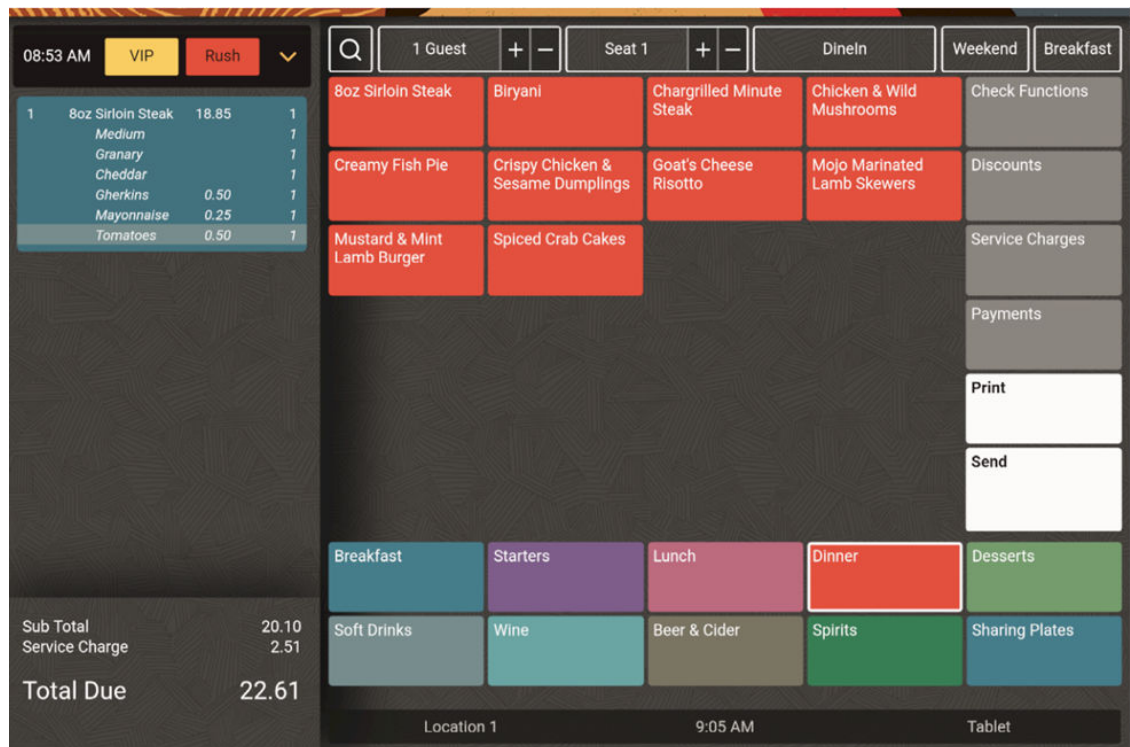 08:53 AM VIP Rush
1 8oz Sirloin Steak 18.85 1
Medium 1
Granary 1
Cheddar 1
Gherkins 0.50 1
Mayonnaise 0.25 1
Tomatoes 0.50 1
Sub Total 20.10
Service Charge 2.51
Total Due 22.61
1 Guest + − Seat 1 + − DineIn Weekend Breakfast
8oz Sirloin Steak
Biryani
Chargrilled Minute
Steak
Chicken & Wild
Mushrooms
Check Functions
Creamy Fish Pie
Crispy Chicken &
Sesame Dumplings
Goat's Cheese
Risotto
Mojo Marinated
Lamb Skewers
Discounts
Mustard & Mint
Lamb Burger
Spiced Crab Cakes
Service Charges
Payments
Print
Send
Breakfast
Starters
Lunch
Dinner
Desserts
Soft Drinks
Wine
Beer & Cider
Spirits
Sharing Plates
Location 1 9:05 AM Tablet